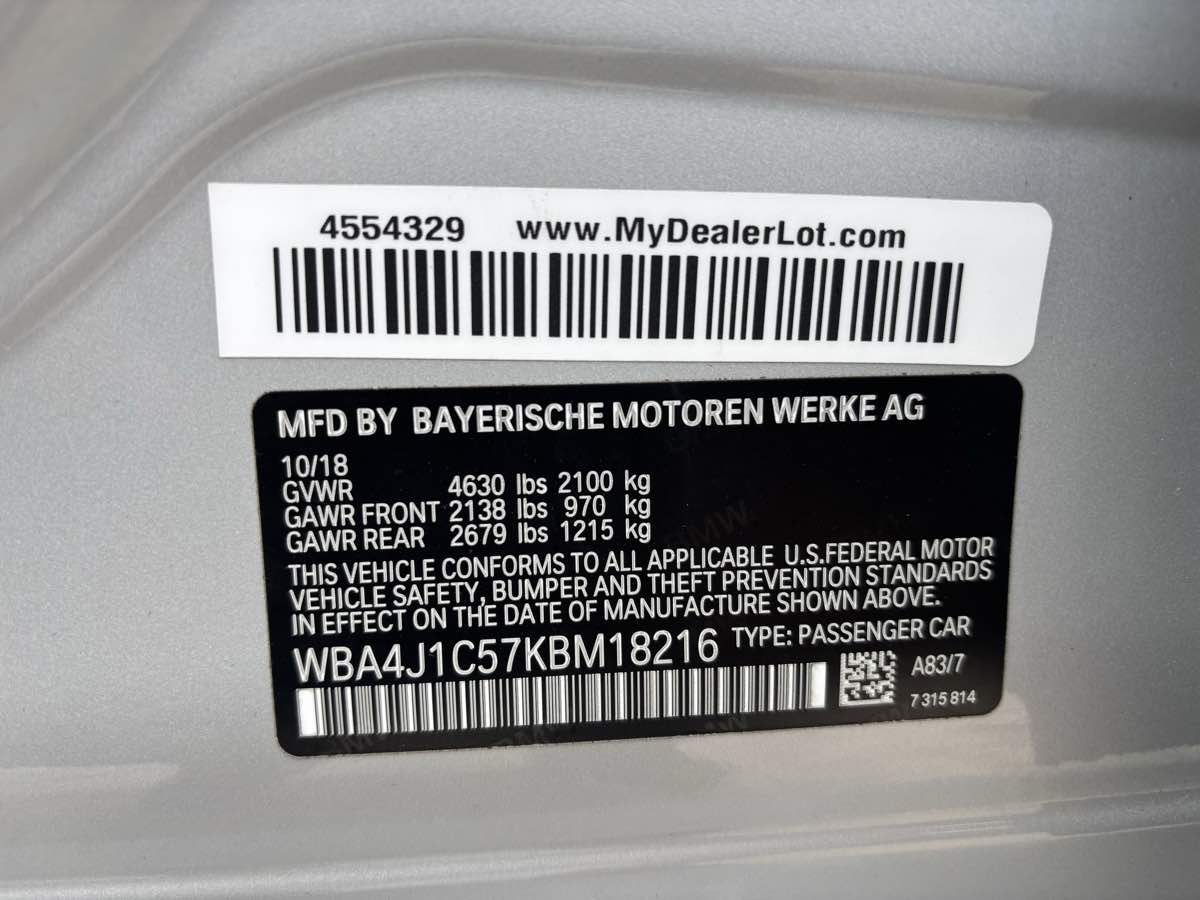 4554329 www.MyDealerLot.com
MFD BY BAYERISCHE MOTOREN WERKE AG
10/18
GVWR 4630 lbs 2100 kg
GAWR FRONT 2138 lbs 970 kg
GAWR REAR 2679 lbs 1215 kg
THIS VEHICLE CONFORMS TO ALL APPLICABLE U.S.FEDERAL MOTOR
VEHICLE SAFETY, BUMPER AND THEFT PREVENTION STANDARDS
IN EFFECT ON THE DATE OF MANUFACTURE SHOWN ABOVE.
WBA4J1C57KBM18216 TYPE: PASSENGER CAR
A83/7
7 315 814